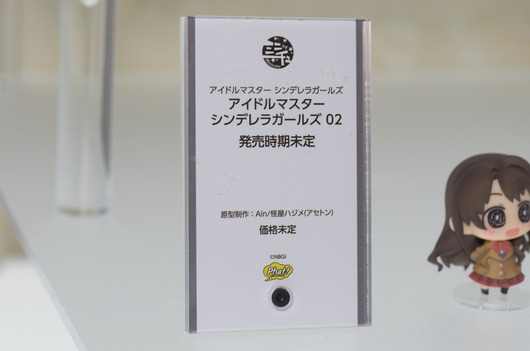 アイドルマスター シンデレラガールズ
アイドルマスター
シンデレラガールズ 02
発売時期未定
原型制作：Ain/怪屋ハジメ(アセトン)
価格未定
©NBGI
Phat!